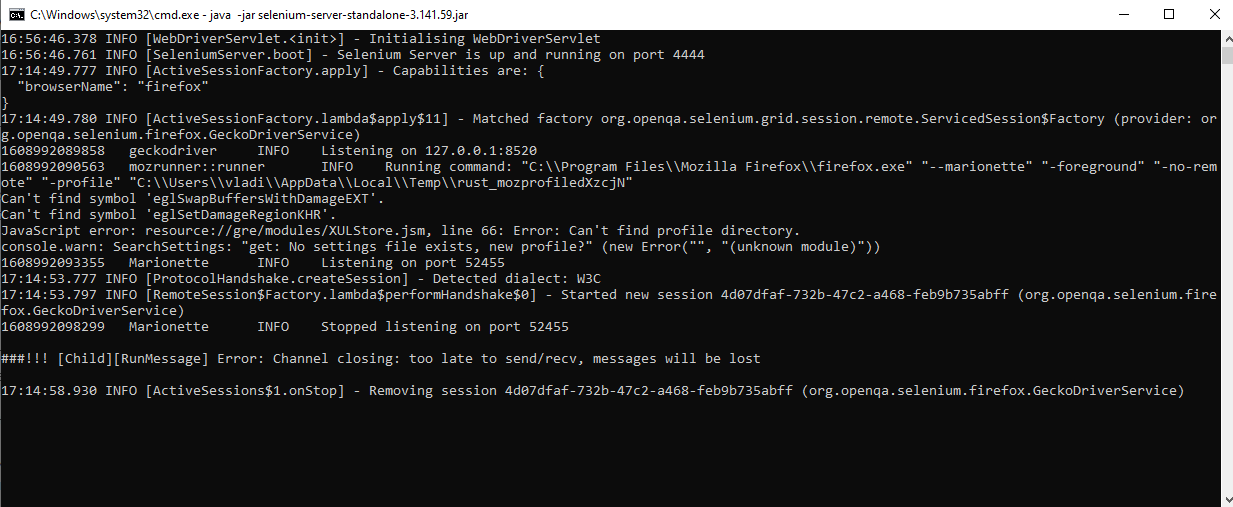 C:\Windows\system32\cmd.exe - java  -jar selenium-server-standalone-3.141.59.jar
16:56:46.378 INFO [WebDriverServlet.<init>] - Initialising WebDriverServlet
16:56:46.761 INFO [SeleniumServer.boot] - Selenium Server is up and running on port 4444
17:14:49.777 INFO [ActiveSessionFactory.apply] - Capabilities are: {
  "browserName": "firefox"
}
17:14:49.780 INFO [ActiveSessionFactory.lambda$apply$11] - Matched factory org.openqa.selenium.grid.session.remote.ServicedSession$Factory (provider: or
g.openqa.selenium.firefox.GeckoDriverService)
1608992089858   geckodriver     INFO    Listening on 127.0.0.1:8520
1608992090563   mozrunner::runner       INFO    Running command: "C:\\Program Files\\Mozilla Firefox\\firefox.exe" "--marionette" "-foreground" "-no-rem
ote" "-profile" "C:\\Users\\vladi\\AppData\\Local\\Temp\\rust_mozprofiledXzcjN"
Can't find symbol 'eglSwapBuffersWithDamageEXT'.
Can't find symbol 'eglSetDamageRegionKHR'.
JavaScript error: resource://gre/modules/XULStore.jsm, line 66: Error: Can't find profile directory.
console.warn: SearchSettings: "get: No settings file exists, new profile?" (new Error("", "(unknown module)"))
1608992093355   Marionette      INFO    Listening on port 52455
17:14:53.777 INFO [ProtocolHandshake.createSession] - Detected dialect: W3C
17:14:53.797 INFO [RemoteSession$Factory.lambda$performHandshake$0] - Started new session 4d07dfaf-732b-47c2-a468-feb9b735abff (org.openqa.selenium.fire
fox.GeckoDriverService)
1608992098299   Marionette      INFO    Stopped listening on port 52455
###!!! [Child][RunMessage] Error: Channel closing: too late to send/recv, messages will be lost
17:14:58.930 INFO [ActiveSessions$1.onStop] - Removing session 4d07dfaf-732b-47c2-a468-feb9b735abff (org.openqa.selenium.firefox.GeckoDriverService)